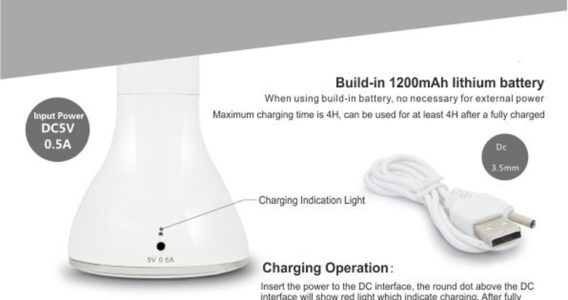 Build-in 1200mAh lithium battery
When using build-in battery, no necessary for external power
Maximum charging time is 4H, can be used for at least 4H after a fully charged
Input Power
DC5V
0.5A
Dc
3.5mm
Charging Indication Light
5V 0.5A
Charging Operation:
Insert the power to the DC interface, the round dot above the DC
interface will show red light which indicate charging. After fully